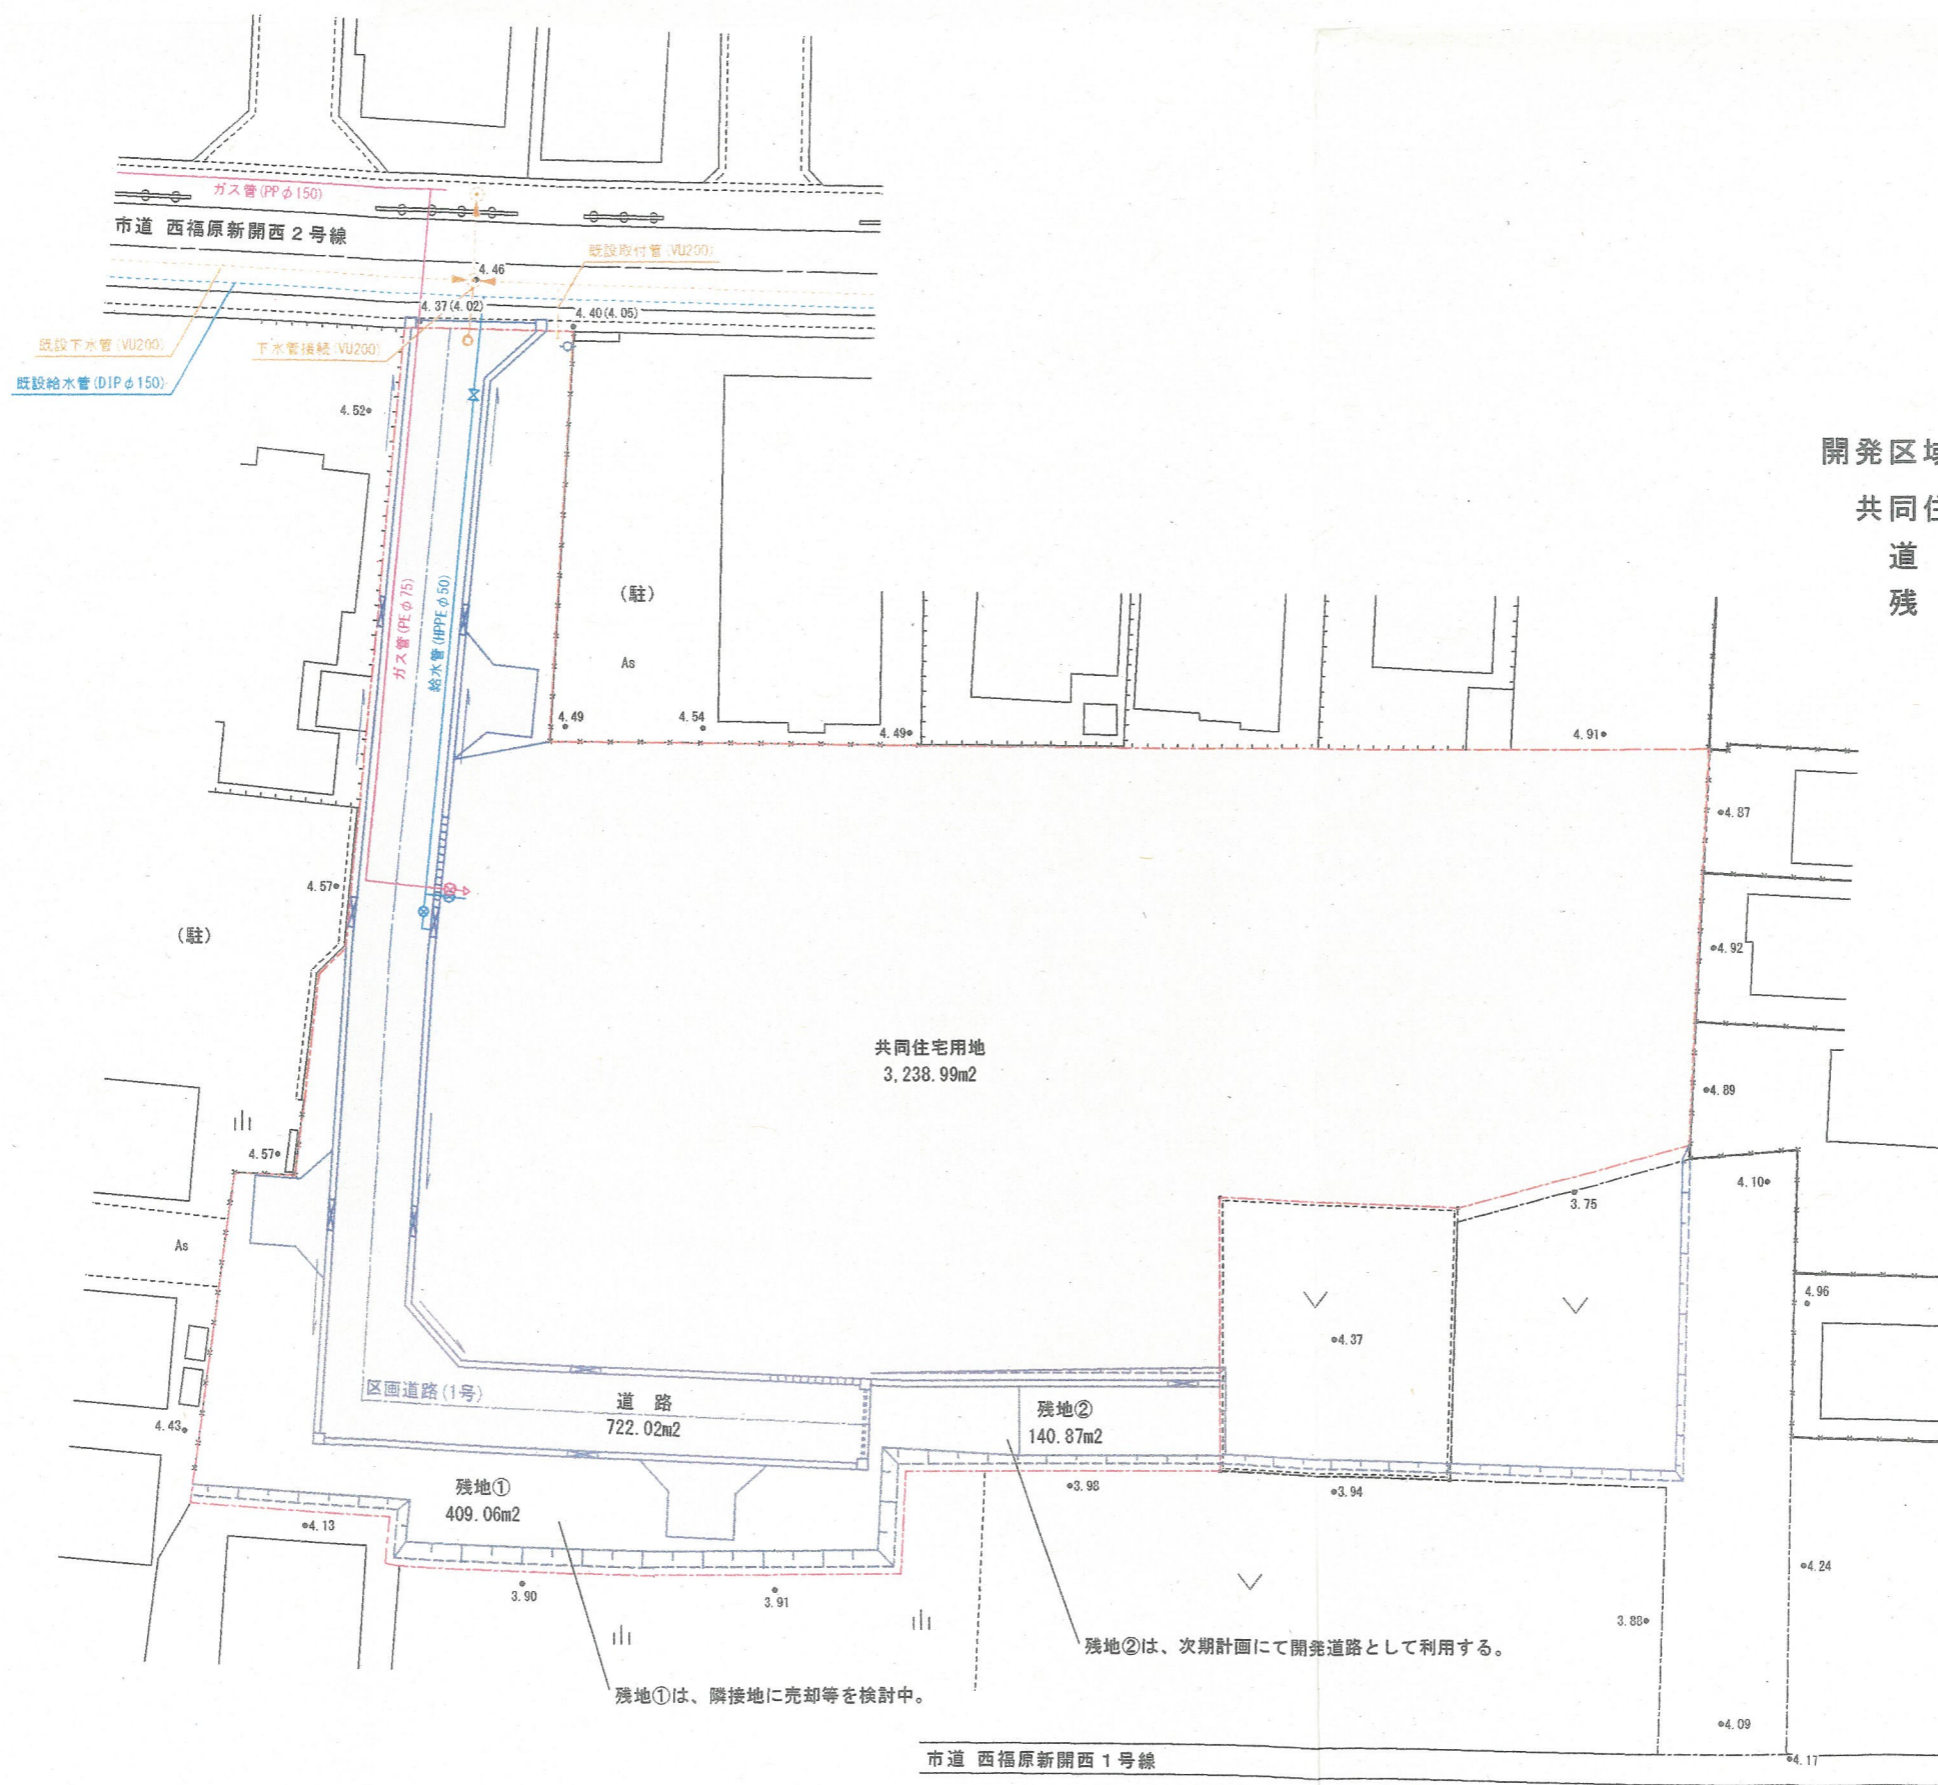 ガス管(PPφ150)
市道 西福原新開西2号線
既設取付管(VU200)
4.46
4.37(4.02)
4.40(4.05)
既設下水管(VU200)
下水管接続(VU200)
既設給水管(DIPφ150)
4.52
開発区域
共同住
道
残
ガス管(PEφ75)
給水管(HPPEφ50)
(駐)
As
4.49
4.54
4.49
4.91
4.87
4.57
(駐)
4.92
共同住宅用地
3,238.99m2
4.89
4.57
4.10
3.75
As
4.96
4.37
区画道路(1号)
道 路
722.02m2
残地②
140.87m2
4.43
残地①
409.06m2
3.98
3.94
4.13
4.24
3.90
3.91
3.88
残地②は、次期計画にて開発道路として利用する。
残地①は、隣接地に売却等を検討中。
4.09
市道 西福原新開西1号線
4.17